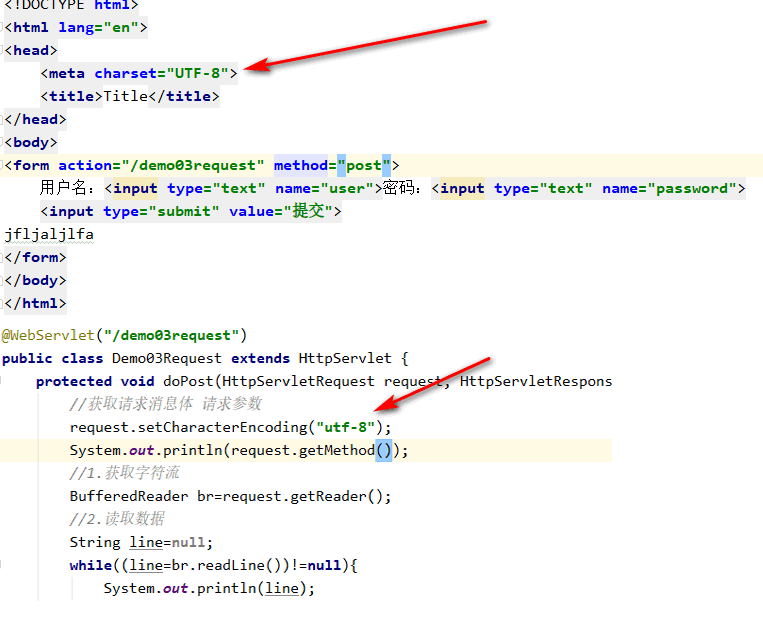 <!DOCTYPE html>
<html lang="en">
<head>
<meta charset="UTF-8">
<title>Title</title>
</head>
<body>
<form action="/demo03request" method="post">
用户名：<input type="text" name="user">密码：<input type="text" name="password">
<input type="submit" value="提交">
jfljaljlfa
</form>
</body>
</html>
@WebServlet("/demo03request")
public class Demo03Request extends HttpServlet {
protected void doPost(HttpServletRequest request, HttpServletRespons
//获取请求消息体 请求参数
request.setCharacterEncoding("utf-8");
System.out.println(request.getMethod());
//1.获取字符流
BufferedReader br=request.getReader();
//2.读取数据
String line=null;
while((line=br.readLine())!=null){
System.out.println(line);